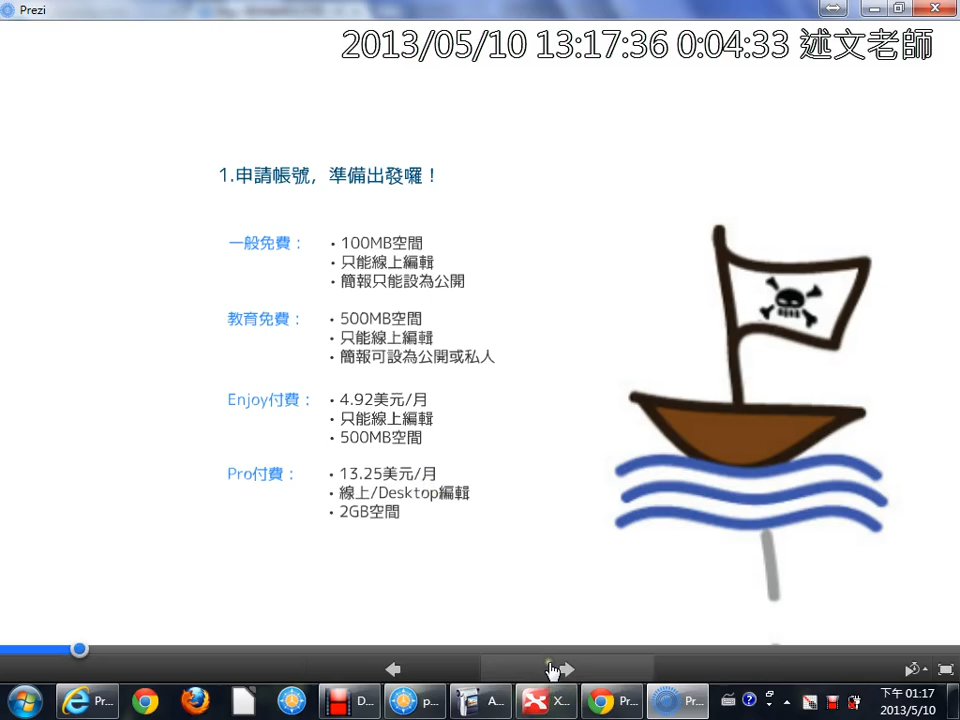 Prezi
2013/05/10 13:17:36 0:04:33 述文老師
1.申請帳號，準備出發囉！
一般免費：
• 100MB空間
• 只能線上編輯
• 簡報只能設為公開
教育免費：
• 500MB空間
• 只能線上編輯
• 簡報可設為公開或私人
Enjoy付費：
• 4.92美元/月
• 只能線上編輯
• 500MB空間
Pro付費：
• 13.25美元/月
• 線上/Desktop編輯
• 2GB空間
Pr...
D...
p...
A...
X...
Pr...
Pr...
下午 01:17
2013/5/10